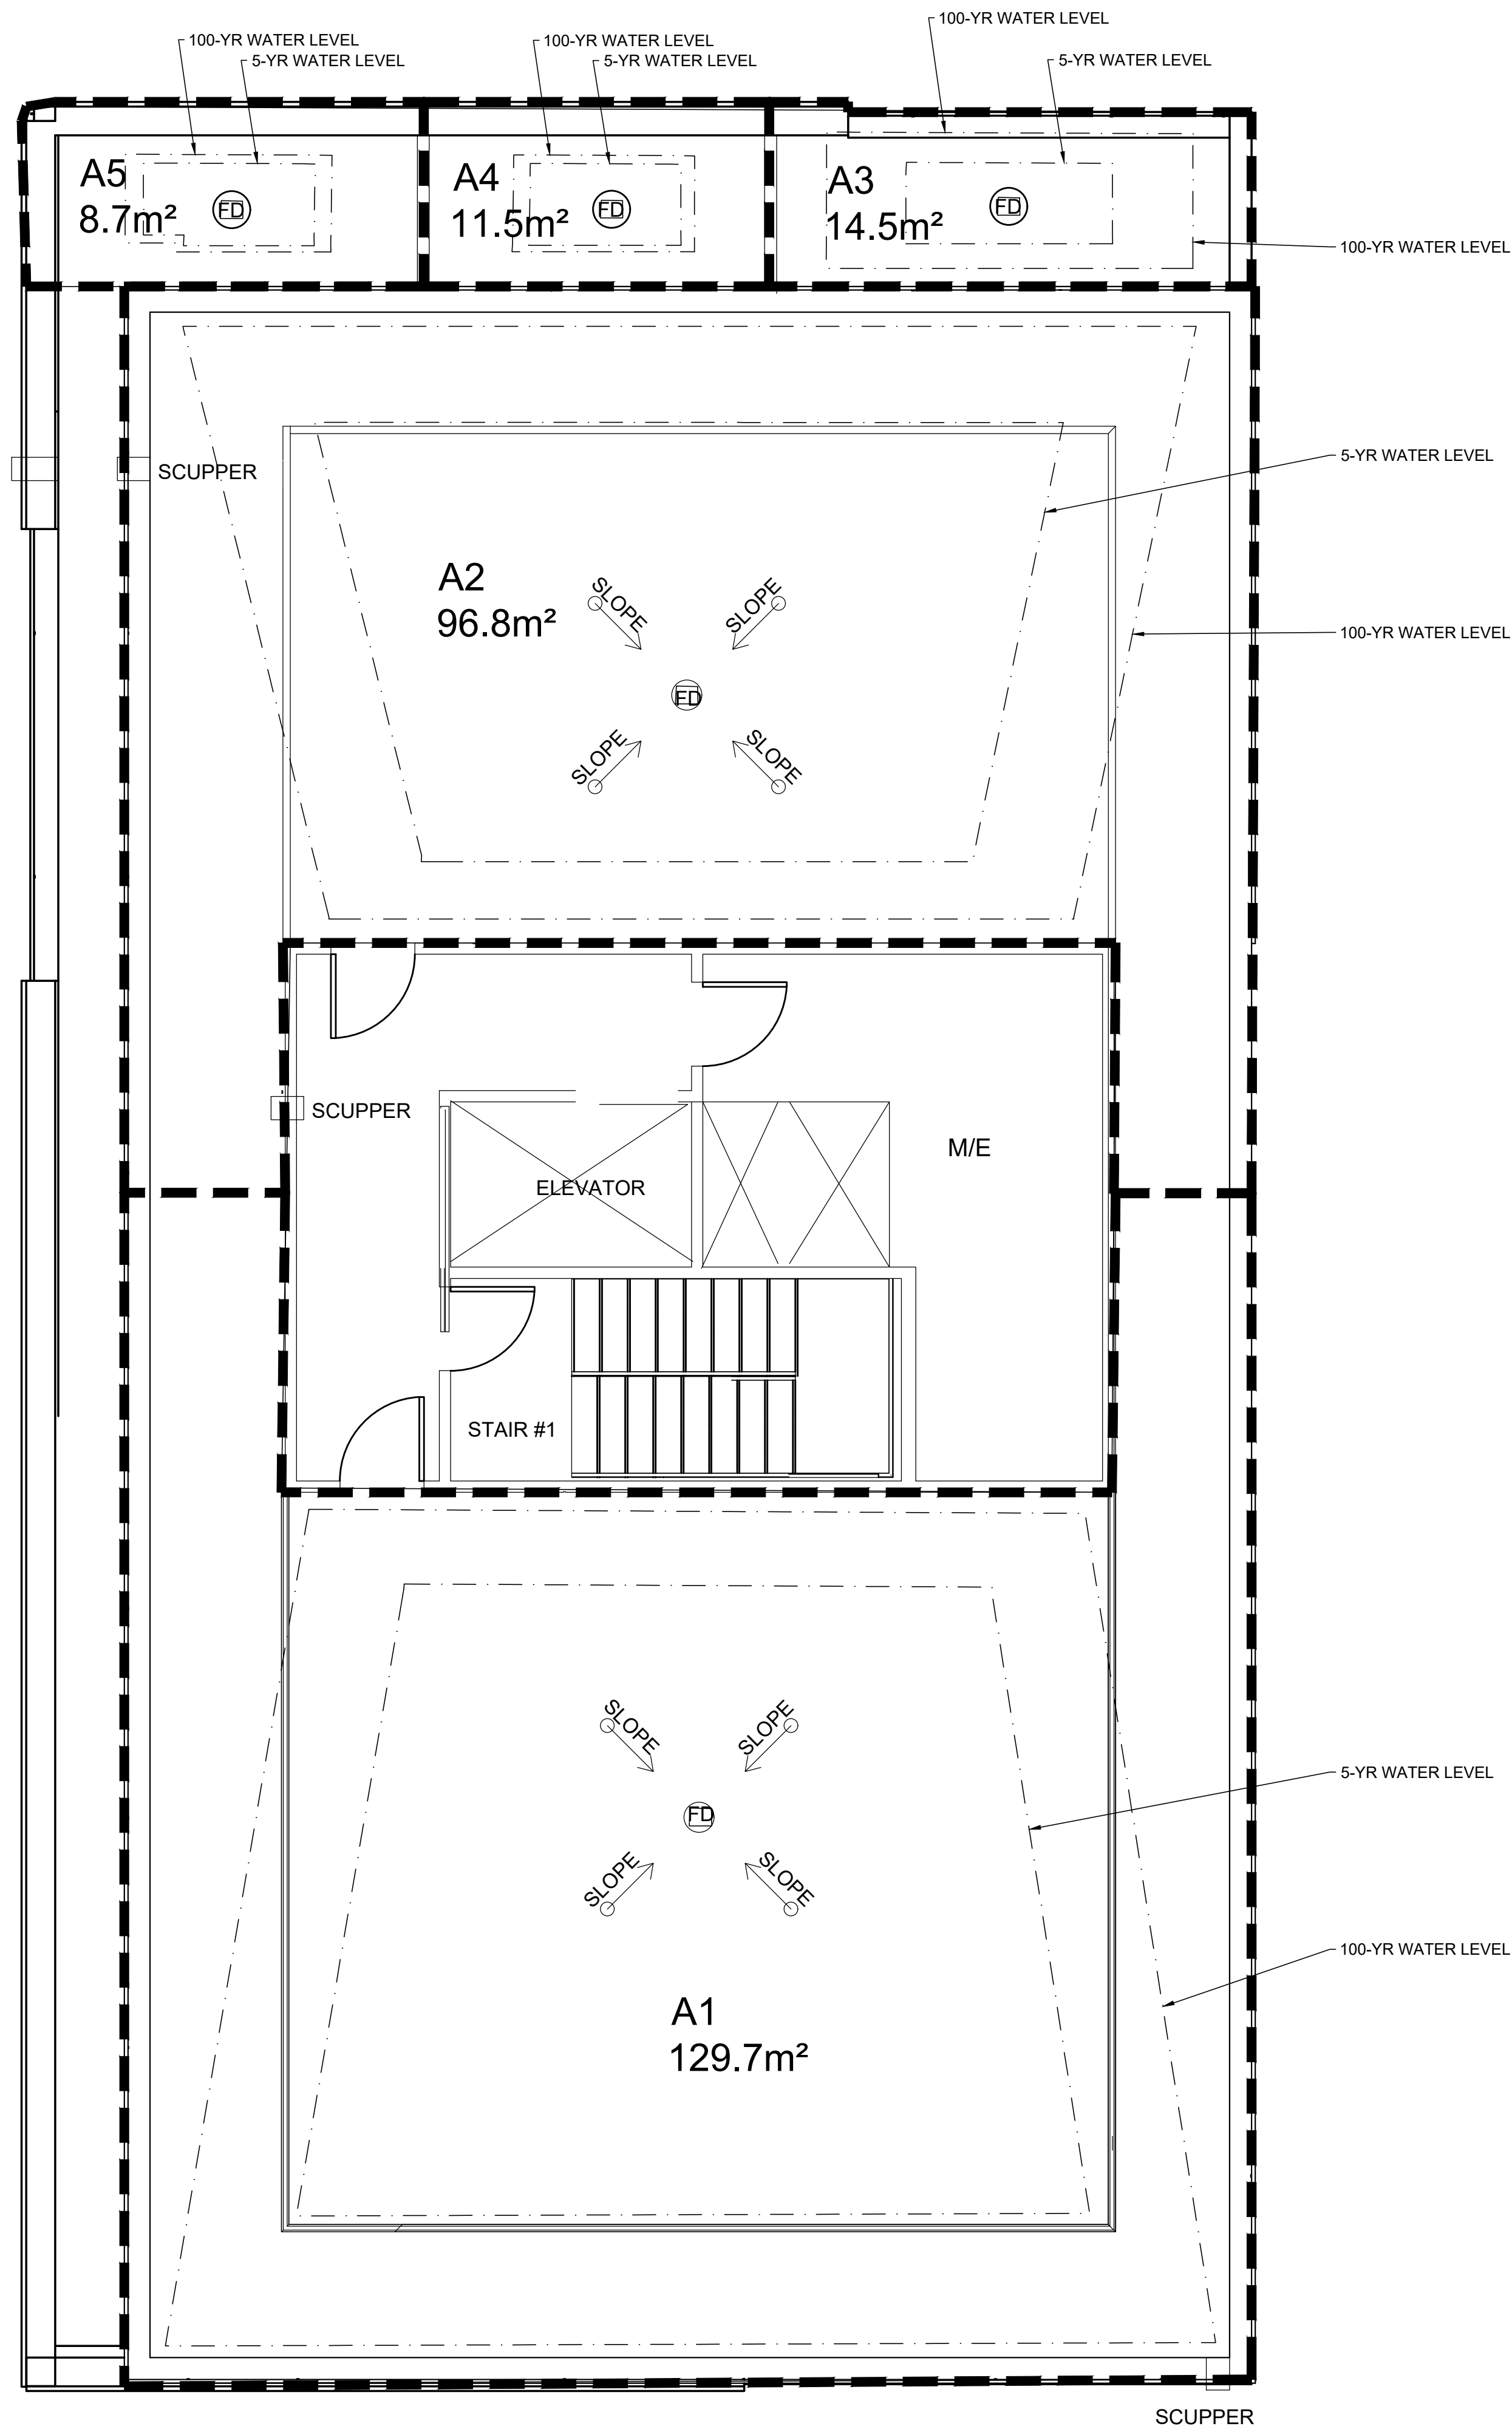 100-YR WATER LEVEL
100-YR WATER LEVEL
5-YR WATER LEVEL
100-YR WATER LEVEL
5-YR WATER LEVEL
5-YR WATER LEVEL
A5
8.7m²
FD
A4
11.5m²
FD
A3
14.5m²
FD
100-YR WATER LEVEL
5-YR WATER LEVEL
SCUPPER
A2
96.8m²
SLOPE
SLOPE
100-YR WATER LEVEL
FD
SLOPE
SLOPE
SCUPPER
M/E
ELEVATOR
STAIR #1
SLOPE
SLOPE
5-YR WATER LEVEL
FD
SLOPE
SLOPE
100-YR WATER LEVEL
A1
129.7m²
SCUPPER